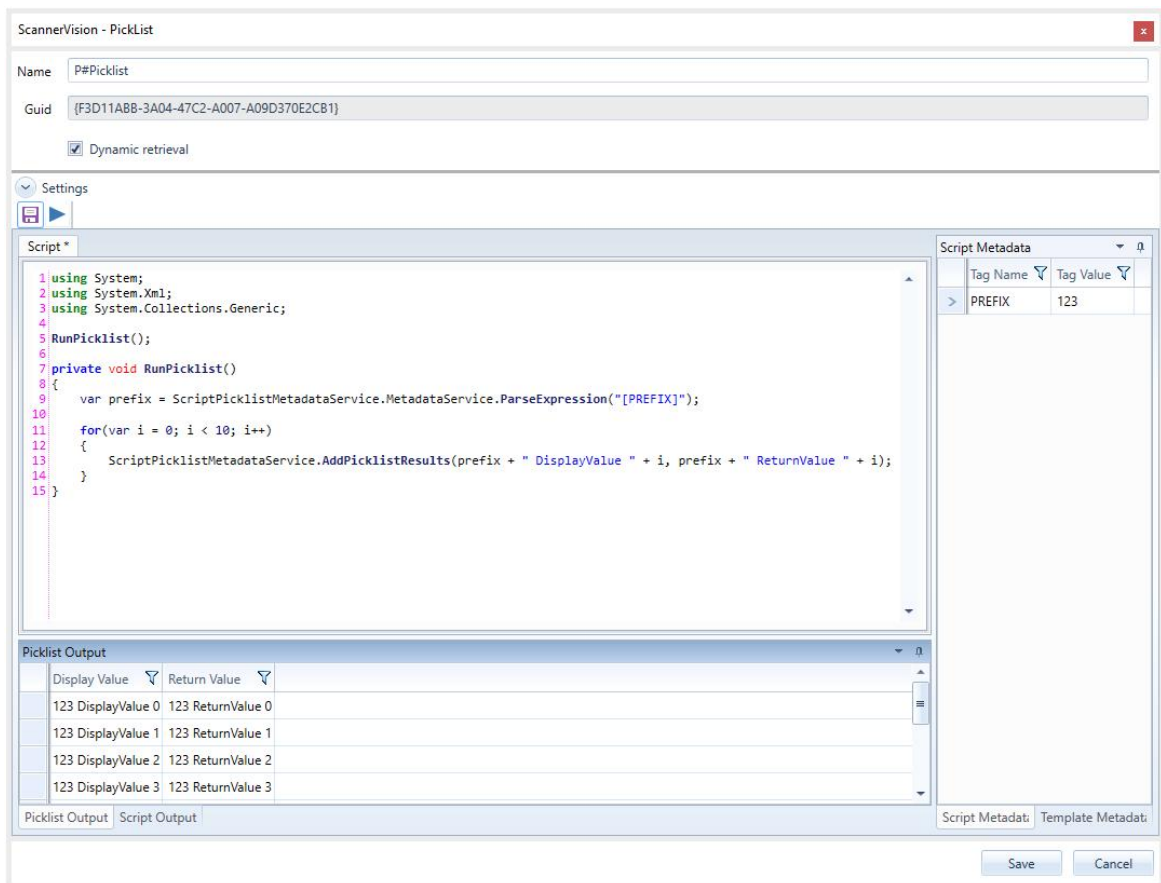 ScannerVision - PickList
x
Name P#Picklist
Guid {F3D11ABB-3A04-47C2-A007-A09D370E2CB1}
Dynamic retrieval
Settings
Script *
1 using System;
2 using System.Xml;
3 using System.Collections.Generic;
4
5 RunPicklist();
6
7 private void RunPicklist()
8 {
9     var prefix = ScriptPicklistMetadataService.MetadataService.ParseExpression("[PREFIX]");
10
11     for(var i = 0; i < 10; i++)
12     {
13         ScriptPicklistMetadataService.AddPicklistResults(prefix + " DisplayValue " + i, prefix + " ReturnValue " + i);
14     }
15 }
Script Metadata
Tag Name Tag Value
> PREFIX 123
Picklist Output
Display Value Return Value
123 DisplayValue 0 123 ReturnValue 0
123 DisplayValue 1 123 ReturnValue 1
123 DisplayValue 2 123 ReturnValue 2
123 DisplayValue 3 123 ReturnValue 3
Picklist Output Script Output
Script Metadata Template Metadata
Save Cancel